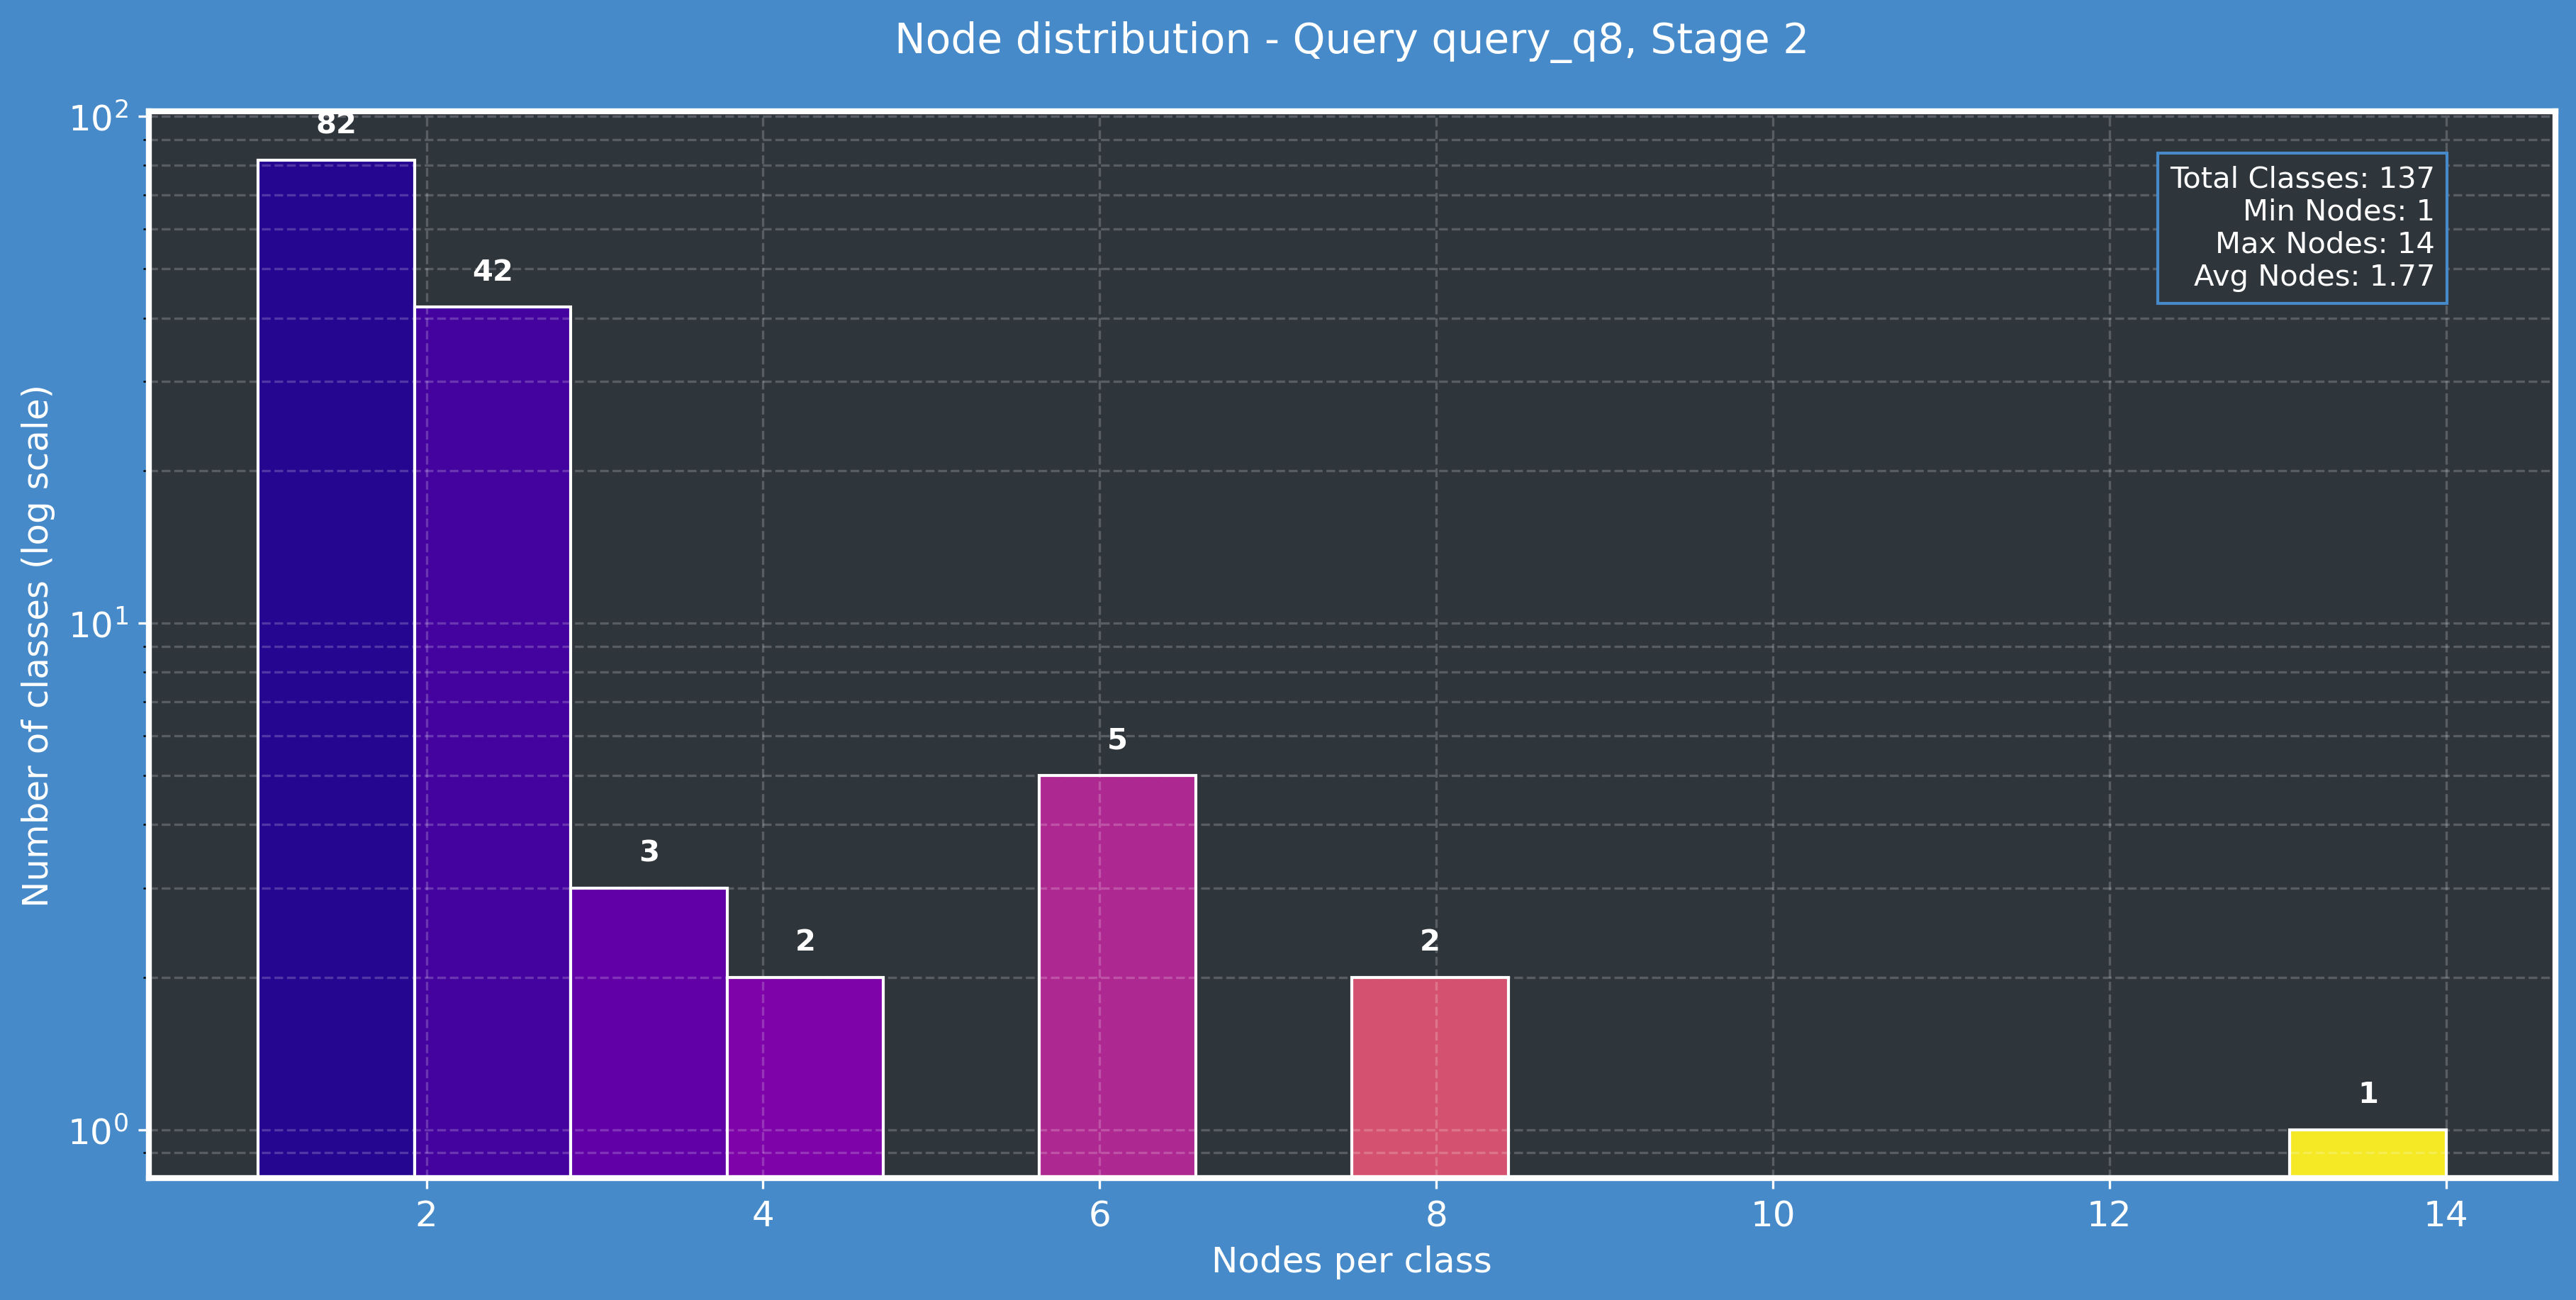 Node distribution - Query query_q8, Stage 2
10²
10¹
10⁰
Number of classes (log scale)
82
42
3
2
5
2
1
Total Classes: 137
Min Nodes: 1
Max Nodes: 14
Avg Nodes: 1.77
2 4 6 8 10 12 14
Nodes per class